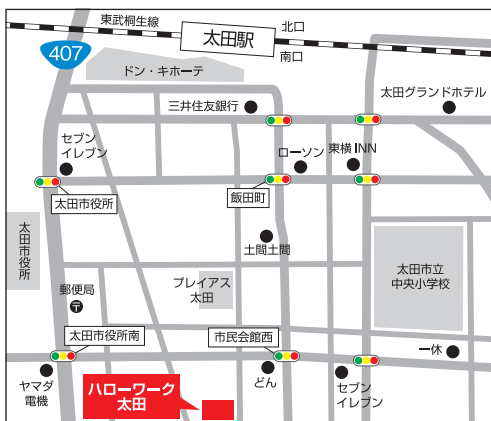 東武桐生線
太田駅
北口
南口
407
ドン・キホーテ
三井住友銀行
太田グランドホテル
セブン
イレブン
ローソン
東横INN
太田市役所
飯田町
太田市役所
土間土間
太田市立
中央小学校
郵便局
〒
プレイアス
太田
太田市役所南
市民会館西
一休
ヤマダ
電機
ハローワーク
太田
どん
セブン
イレブン